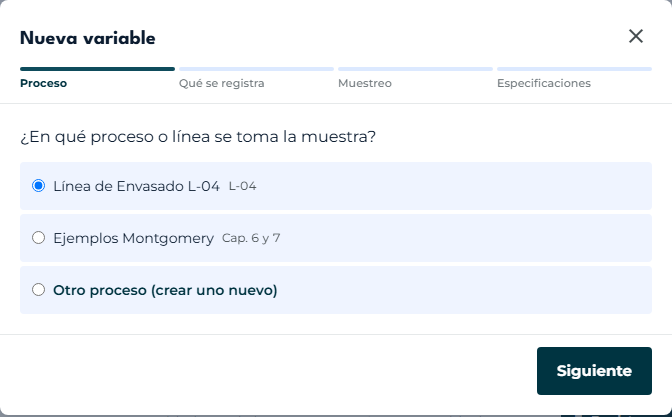 Nueva variable
Proceso
Qué se registra
Muestreo
Especificaciones
¿En qué proceso o línea se toma la muestra?
Línea de Envasado L-04 L-04
Ejemplos Montgomery Cap. 6 y 7
Otro proceso (crear uno nuevo)
Siguiente